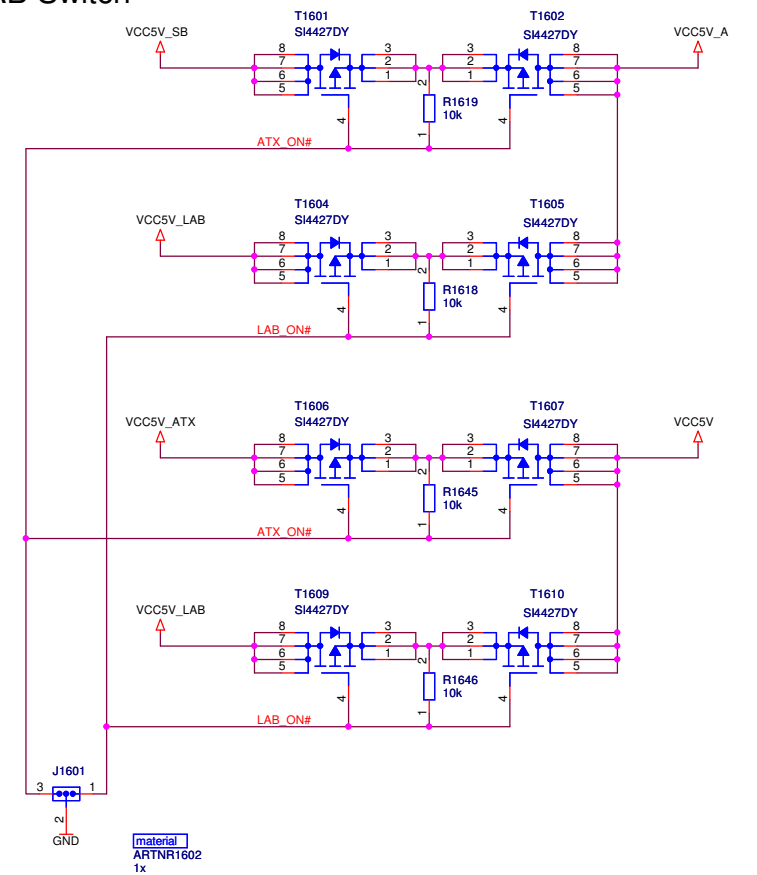 T1601
T1602
VCC5V_SB
SI4427DY
SI4427DY
VCC5V_A
8
7
6
5
3
2
1
3
2
1
8
7
6
5
4
2
R1619
10k
1
4
ATX_ON#
T1604
T1605
VCC5V_LAB
SI4427DY
SI4427DY
8
7
6
5
3
2
1
3
2
1
8
7
6
5
4
2
R1618
10k
1
4
LAB_ON#
T1606
T1607
VCC5V_ATX
SI4427DY
SI4427DY
VCC5V
8
7
6
5
3
2
1
3
2
1
8
7
6
5
4
2
R1645
10k
1
4
ATX_ON#
T1609
T1610
VCC5V_LAB
SI4427DY
SI4427DY
8
7
6
5
3
2
1
3
2
1
8
7
6
5
4
2
R1646
10k
1
4
LAB_ON#
J1601
3
1
2
GND
material
ARTNR1602
1x